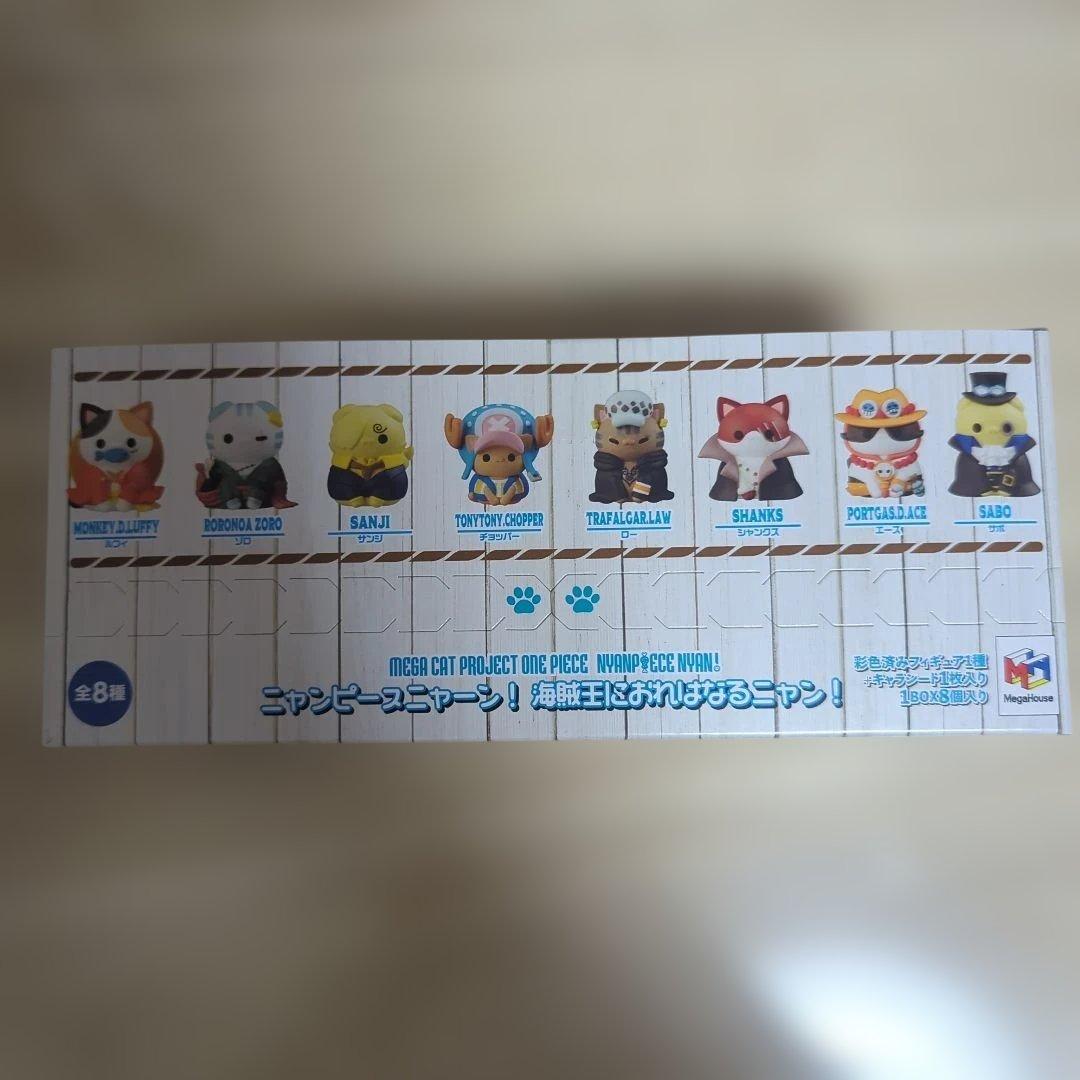 MONKEY.D.LUFFY
ルフィ
RORONOA ZORO
ゾロ
SANJI
サンジ
TONYTONY.CHOPPER
チョッパー
TRAFALGAR.LAW
ロー
SHANKS
シャンクス
PORTGAS.D.ACE
エース
SABO
サボ
全8種
MEGA CAT PROJECT ONE PIECE NYANPIECE NYAN!
ニャンピースニャーン! 海賊王におれはなるニャン!
彩色済みフィギュア1種
+キャラシート1枚入り
1BOX8個入り
MegaHouse